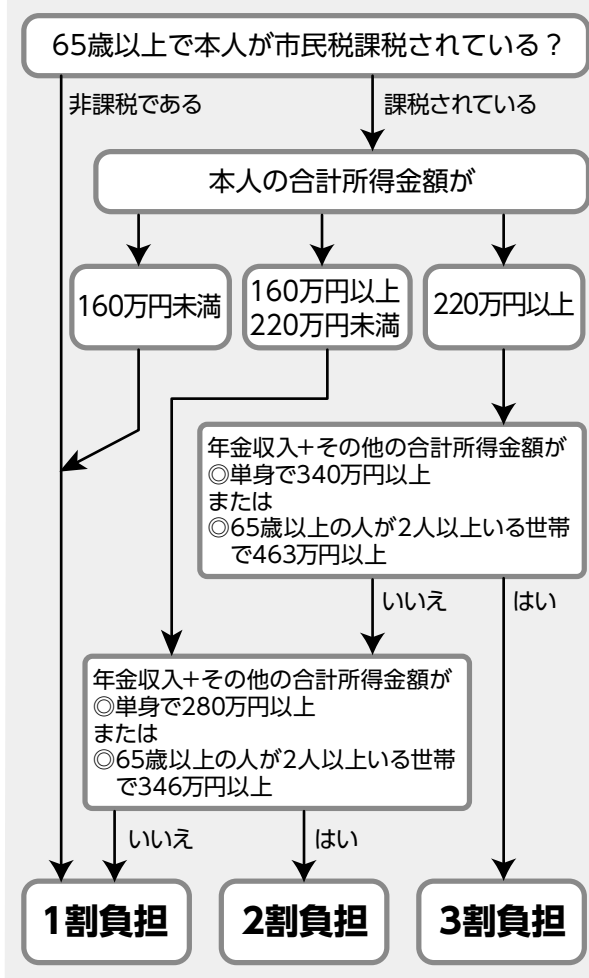 65歳以上で本人が市民税課税されている？
非課税である
課税されている
本人の合計所得金額が
160万円未満
160万円以上
220万円未満
220万円以上
年金収入+その他の合計所得金額が
◎単身で340万円以上
または
◎65歳以上の人が2人以上いる世帯
で463万円以上
いいえ
はい
年金収入+その他の合計所得金額が
◎単身で280万円以上
または
◎65歳以上の人が2人以上いる世帯
で346万円以上
いいえ
はい
1割負担
2割負担
3割負担